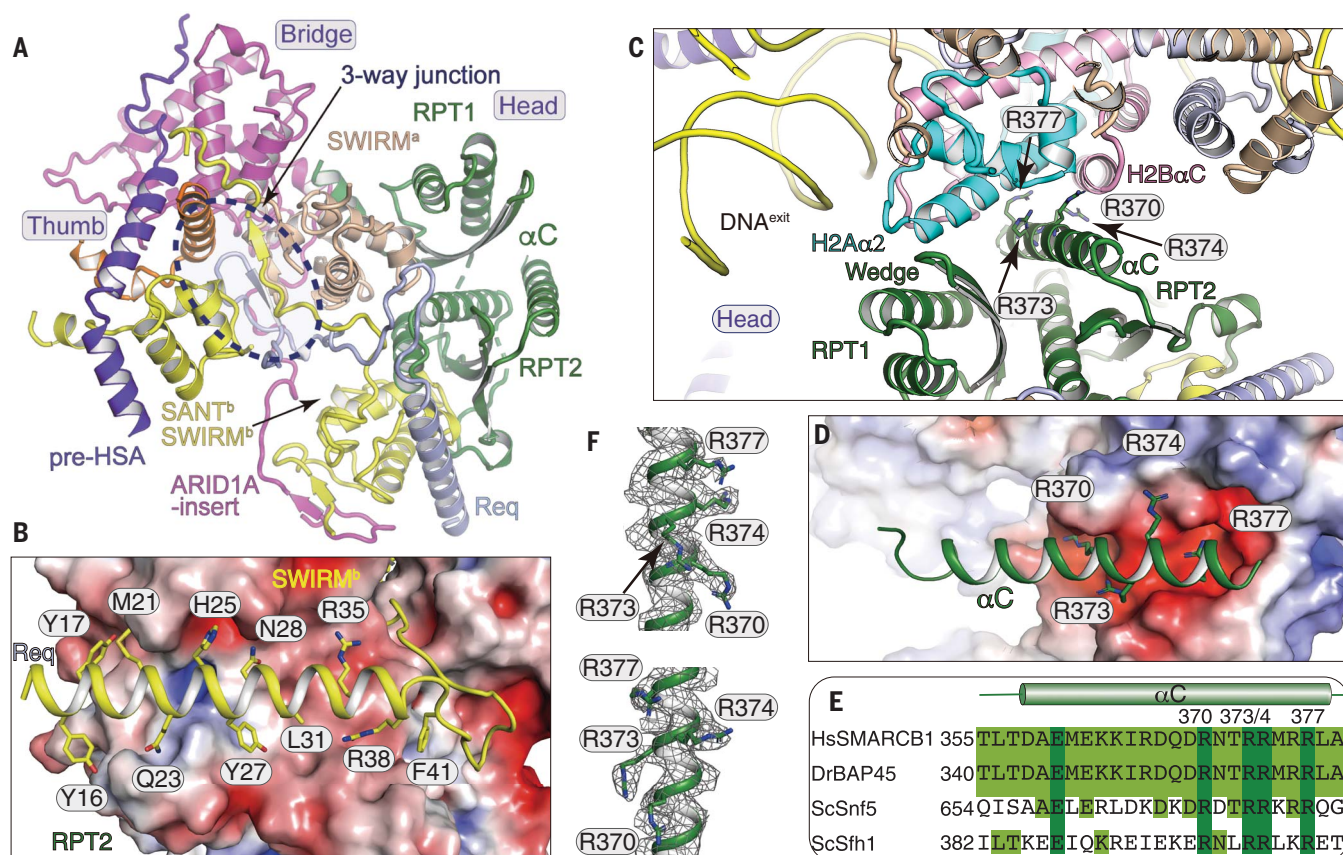 A
Bridge
3-way junction
RPT1
Head
SWIRMᵃ
Thumb
αC
RPT2
SANTᵇ
SWIRMᵇ
pre-HSA
ARID1A
-insert
Req
B
SWIRMᵇ
M21
H25
R35
Y17
N28
Req
L31
R38
F41
Q23
Y27
Y16
RPT2
C
R377
H2BαC
R370
DNAᵉˣⁱᵗ
R374
H2Aα2
αC
Wedge
RPT2
R373
Head
RPT1
F
R377
R374
R373
R370
R377
R374
R373
R370
D
R374
R370
R377
αC
R373
E
αC
370 373/4 377
HsSMARCB1 355 TLTDAEMEKKIRDQDRNTRRMRRLA
DrBAP45 340 TLTDAEMEKKIRDQDRNTRRMRRLA
ScSnf5 654 QISAAELERLDKDKDRDTRRKRRQG
ScSfh1 382 ILTKEEIQKREIEKERNLRRLKRET